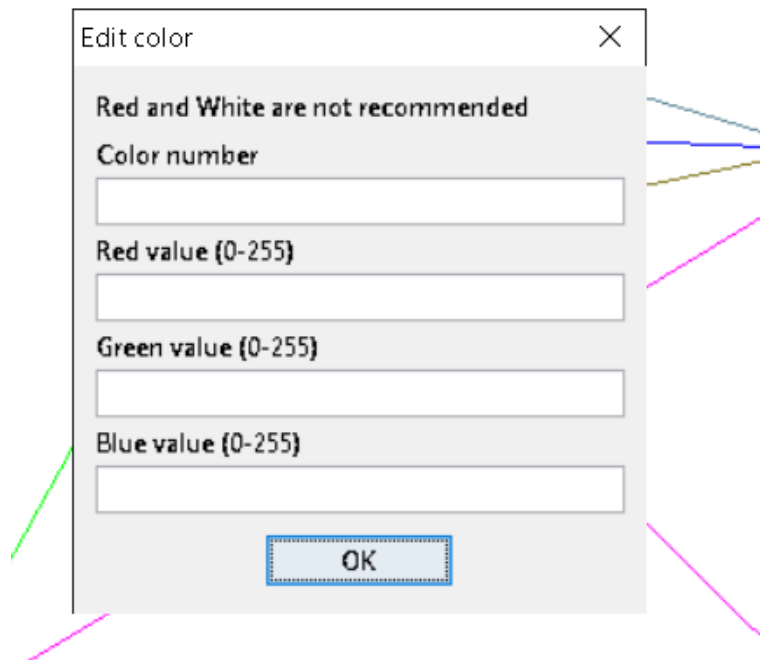 Edit color
Red and White are not recommended
Color number
Red value (0-255)
Green value (0-255)
Blue value (0-255)
OK